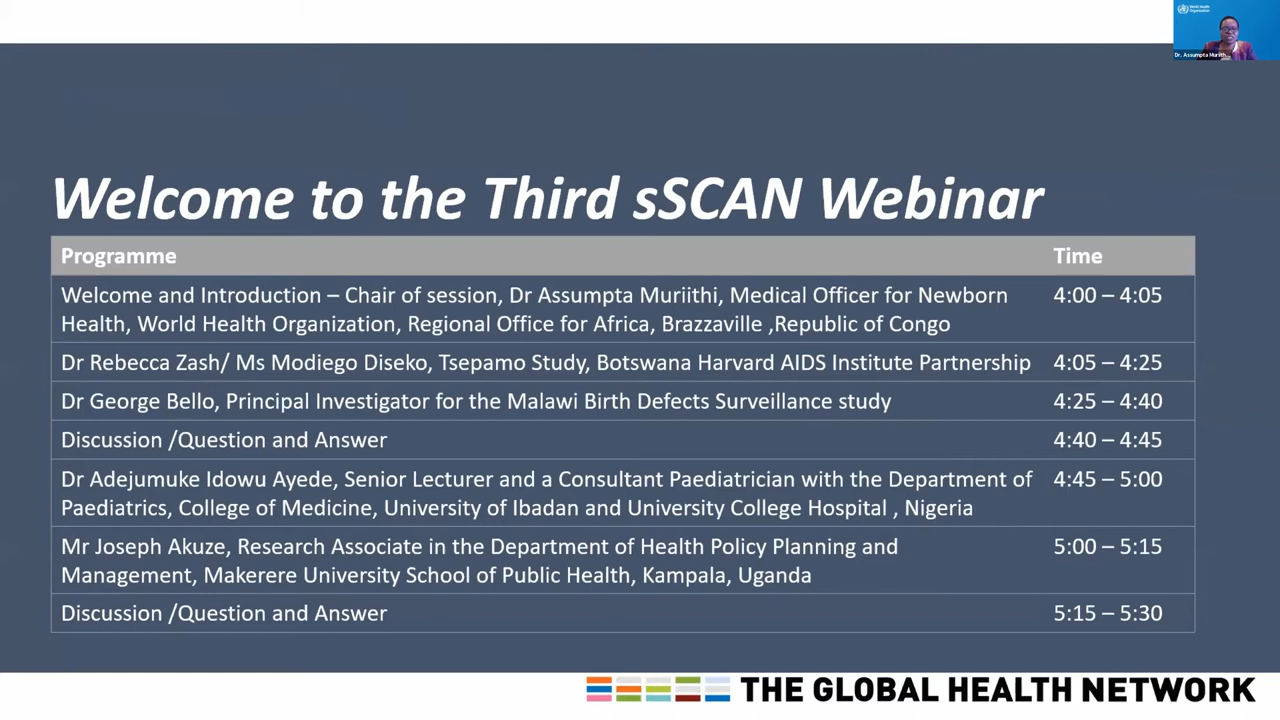 World Health
Organization
Dr. Assumpta Muriith...
Welcome to the Third sSCAN Webinar
Programme Time
Welcome and Introduction – Chair of session, Dr Assumpta Muriithi, Medical Officer for Newborn 4:00 – 4:05
Health, World Health Organization, Regional Office for Africa, Brazzaville ,Republic of Congo
Dr Rebecca Zash/ Ms Modiego Diseko, Tsepamo Study, Botswana Harvard AIDS Institute Partnership 4:05 – 4:25
Dr George Bello, Principal Investigator for the Malawi Birth Defects Surveillance study 4:25 – 4:40
Discussion /Question and Answer 4:40 – 4:45
Dr Adejumuke Idowu Ayede, Senior Lecturer and a Consultant Paediatrician with the Department of 4:45 – 5:00
Paediatrics, College of Medicine, University of Ibadan and University College Hospital , Nigeria
Mr Joseph Akuze, Research Associate in the Department of Health Policy Planning and 5:00 – 5:15
Management, Makerere University School of Public Health, Kampala, Uganda
Discussion /Question and Answer 5:15 – 5:30
THE GLOBAL HEALTH NETWORK